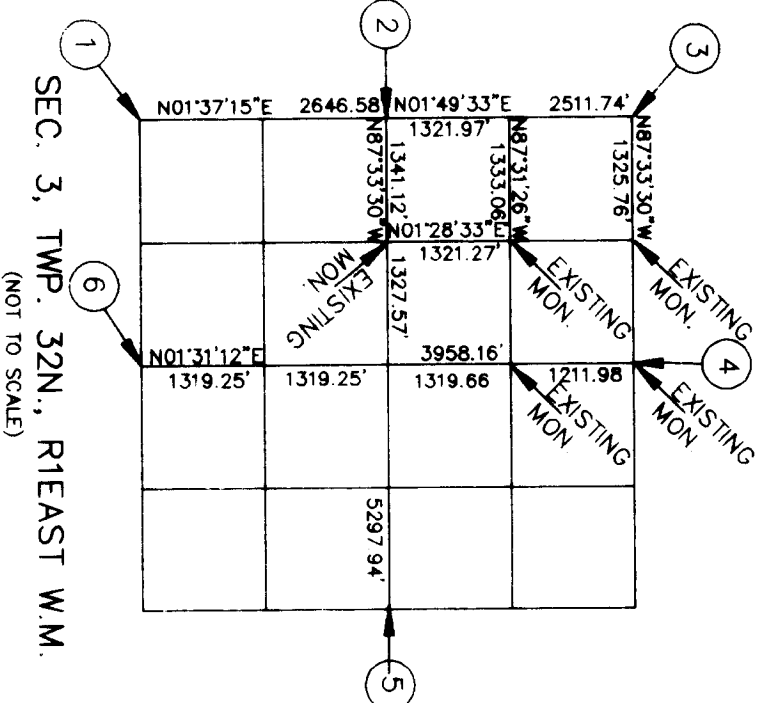 1
2
3
N01°37'15"E 2646.58'
N01°49'33"E 2511.74'
1321.97'
N87°33'30"W
1341.12'
N87°31'26"W
1333.06'
N87°33'30"W
1325.76'
N01°28'33"E
1321.27'
EXISTING
MON.
EXISTING
MON.
EXISTING
MON.
1327.57'
6
4
N01°31'12"E
1319.25'
1319.25'
3958.16'
1319.66
1211.98
EXISTING
MON
EXISTING
MON
5297.94'
5
SEC. 3, TWP. 32N., R1EAST W.M.
(NOT TO SCALE)